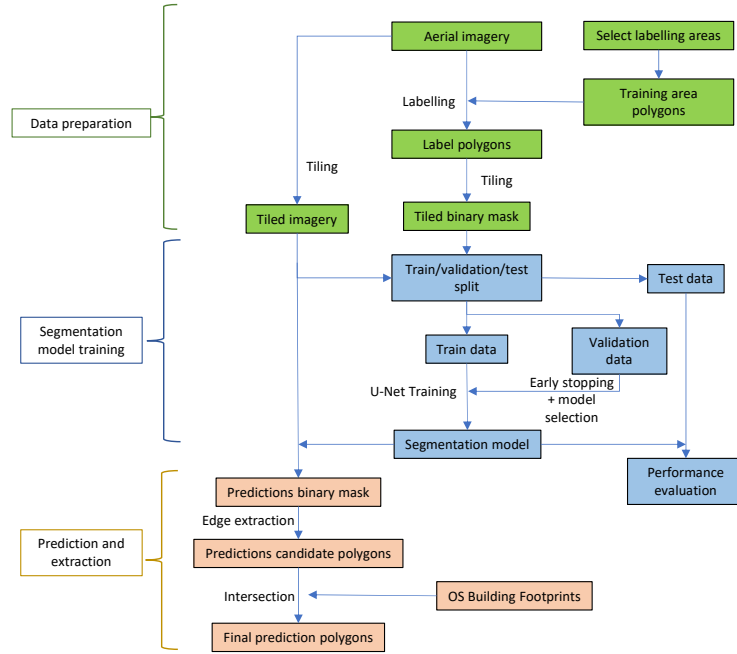 Aerial imagery
Select labelling areas
Labelling
Training area
polygons
Data preparation
Label polygons
Tiling
Tiling
Tiled imagery
Tiled binary mask
Train/validation/test
split
Test data
Segmentation
model training
Train data
Validation
data
U-Net Training
Early stopping
+ model
selection
Segmentation model
Performance
evaluation
Predictions binary mask
Edge extraction
Prediction and
extraction
Predictions candidate polygons
Intersection
OS Building Footprints
Final prediction polygons